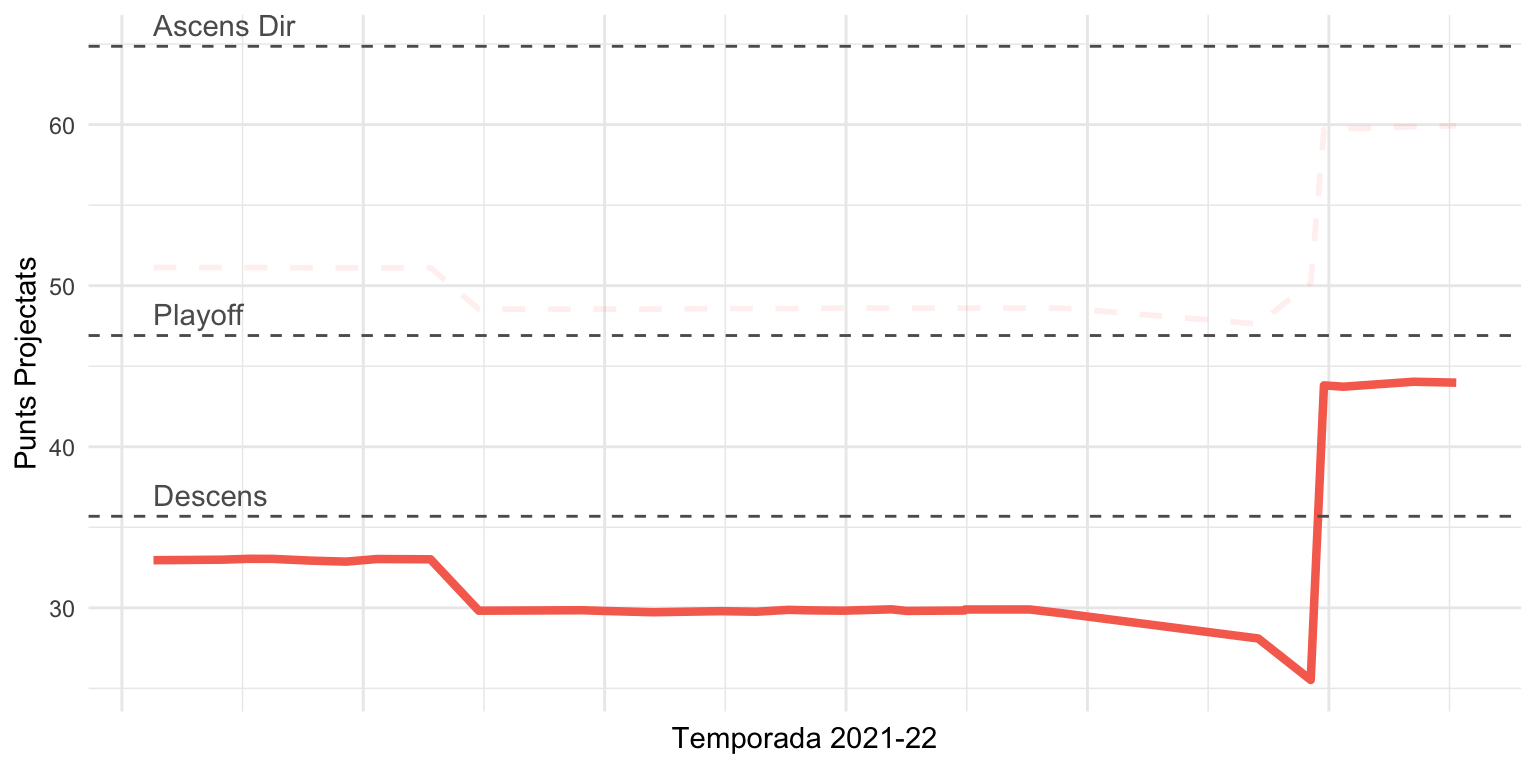 Ascens Dir
60
50
Playoff
40
Descens
30
Punts Projectats
Temporada 2021-22